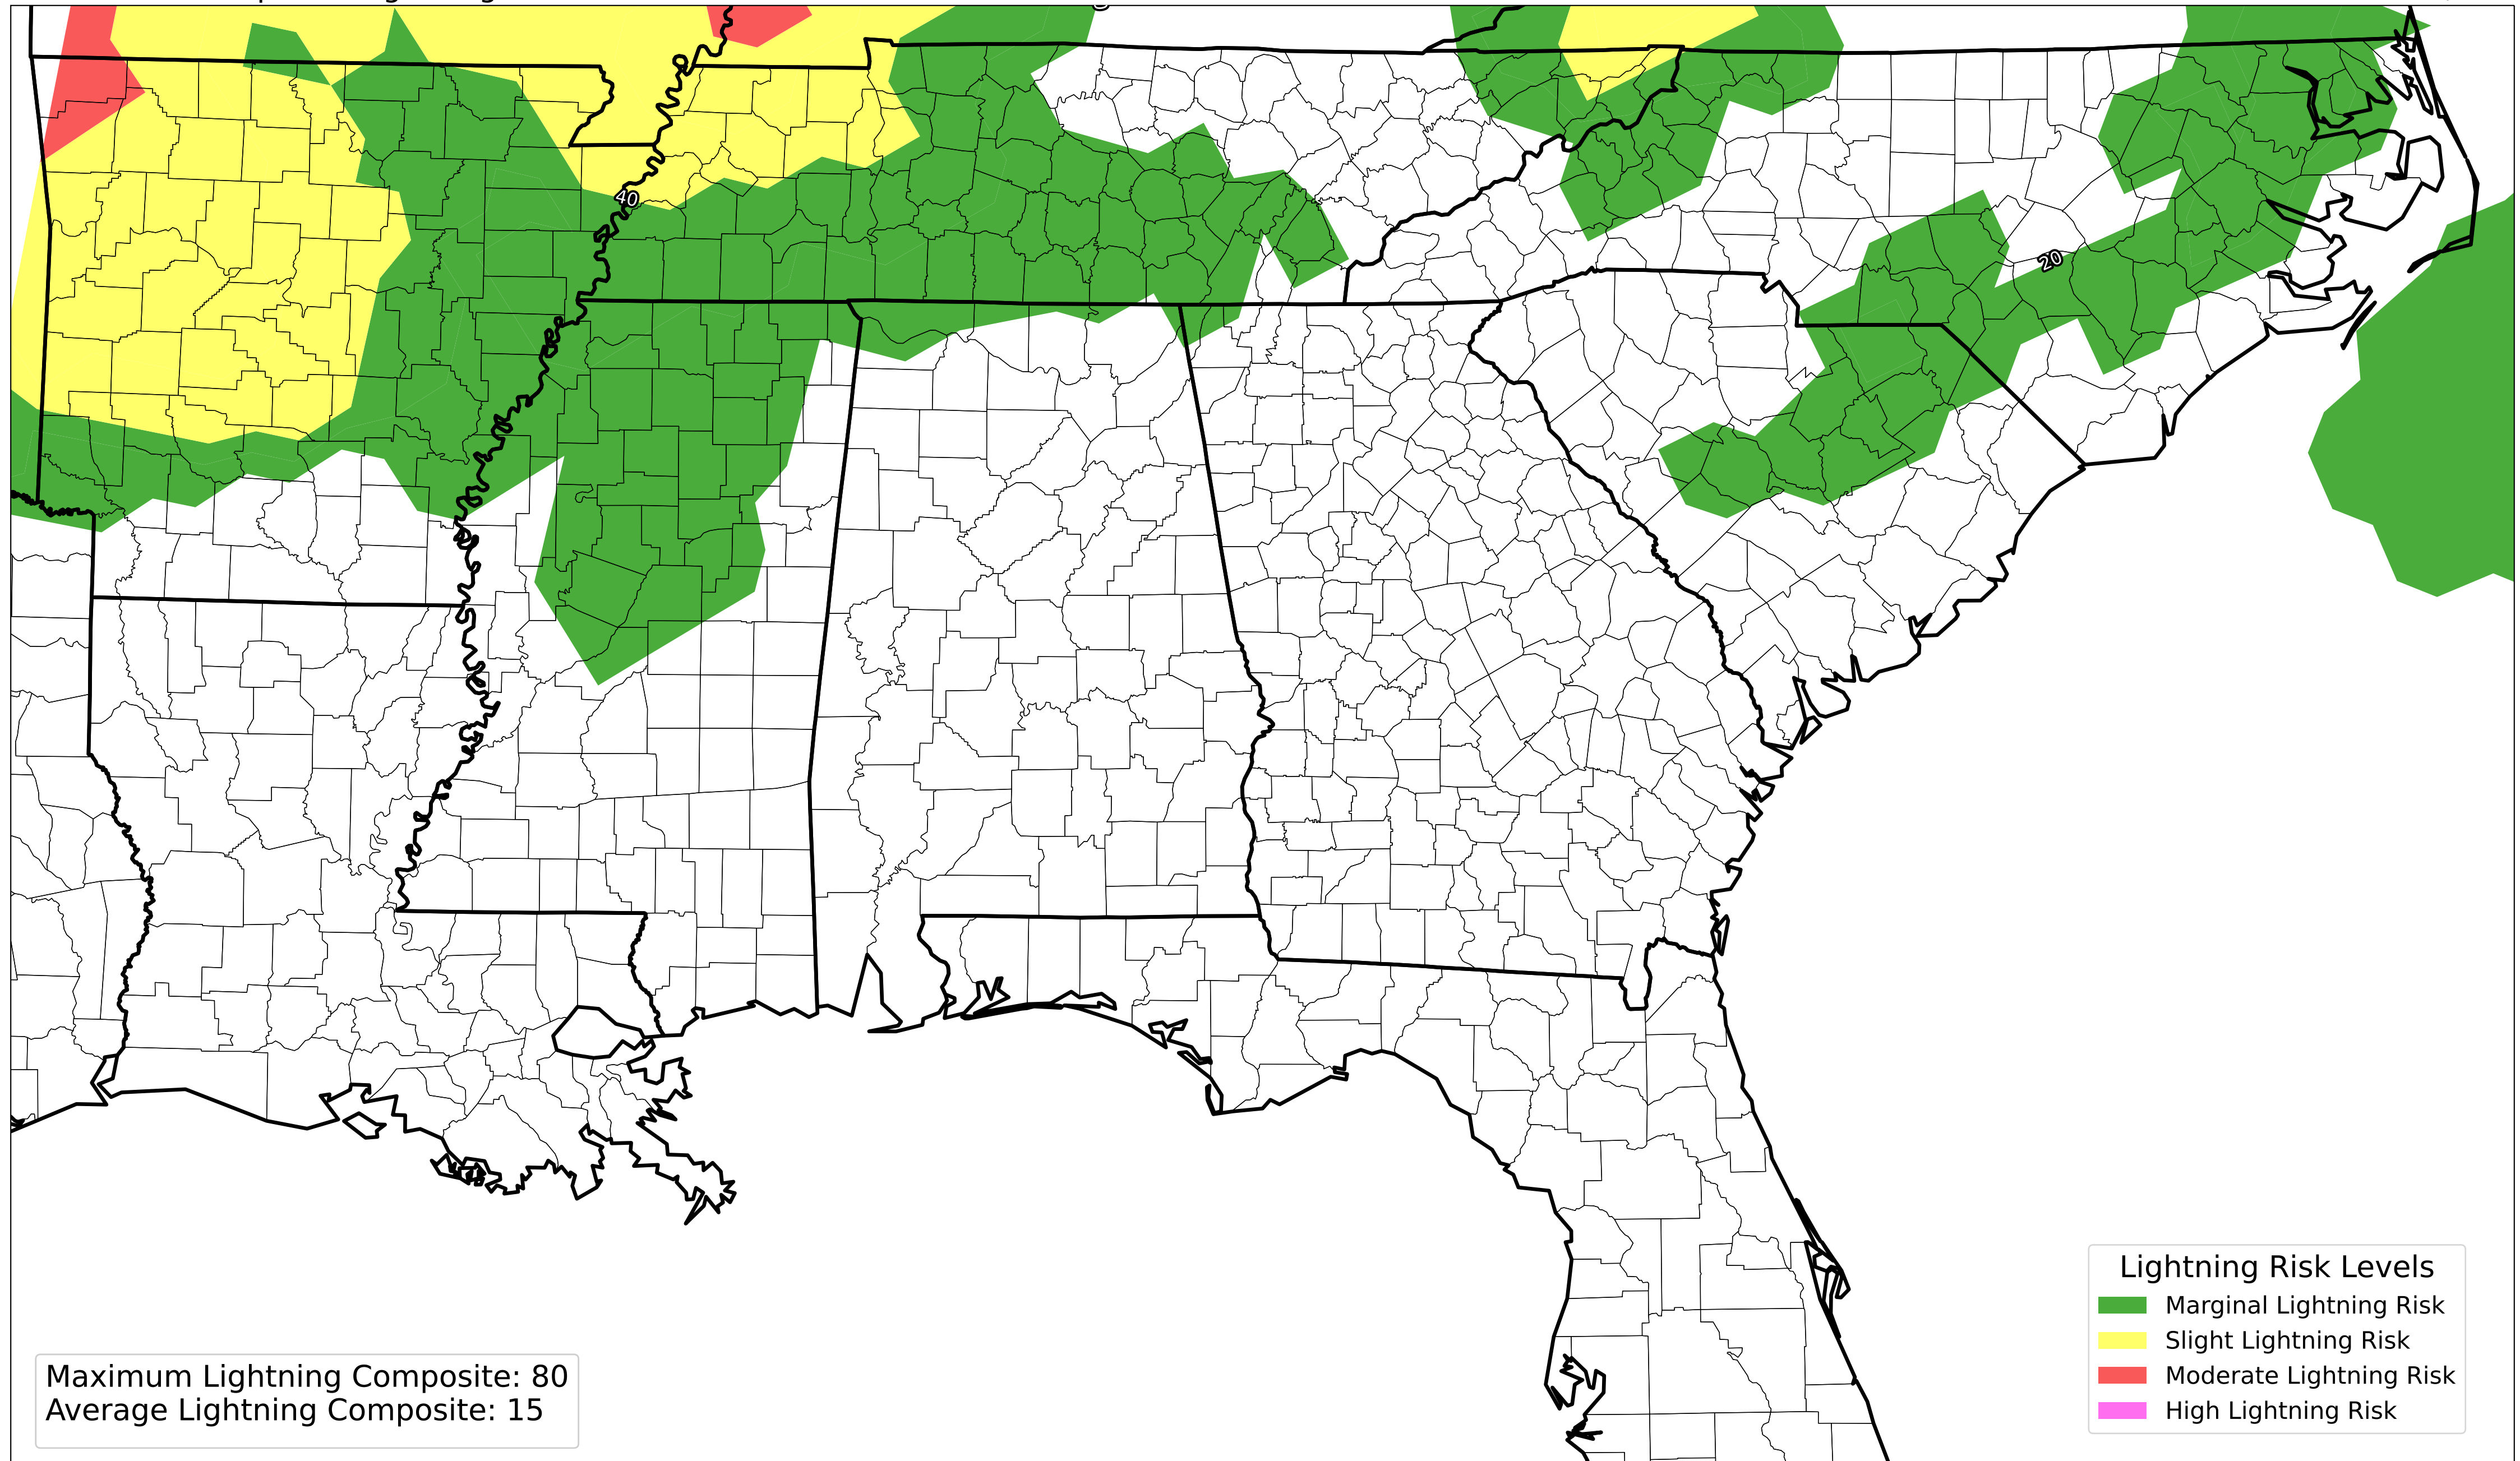 40
20
Lightning Risk Levels
Marginal Lightning Risk
Slight Lightning Risk
Moderate Lightning Risk
High Lightning Risk
Maximum Lightning Composite: 80
Average Lightning Composite: 15